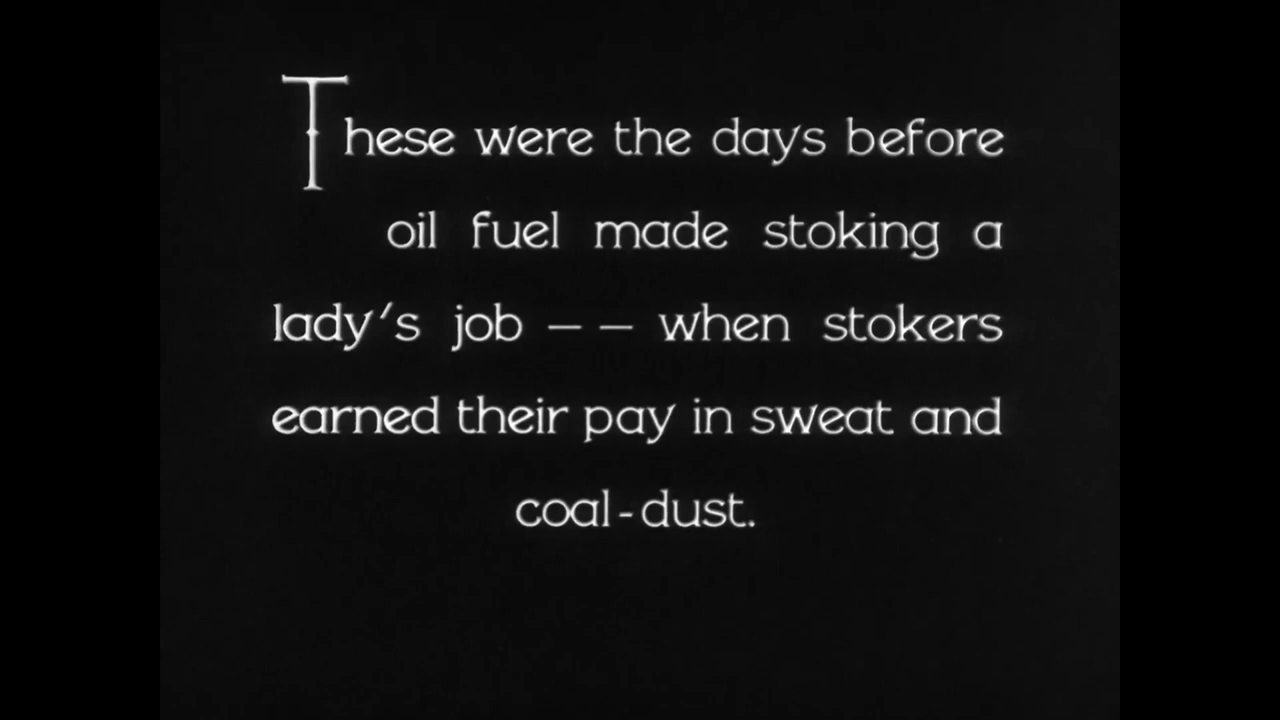 These were the days before
oil fuel made stoking a
lady's job -- when stokers
earned their pay in sweat and
coal-dust.